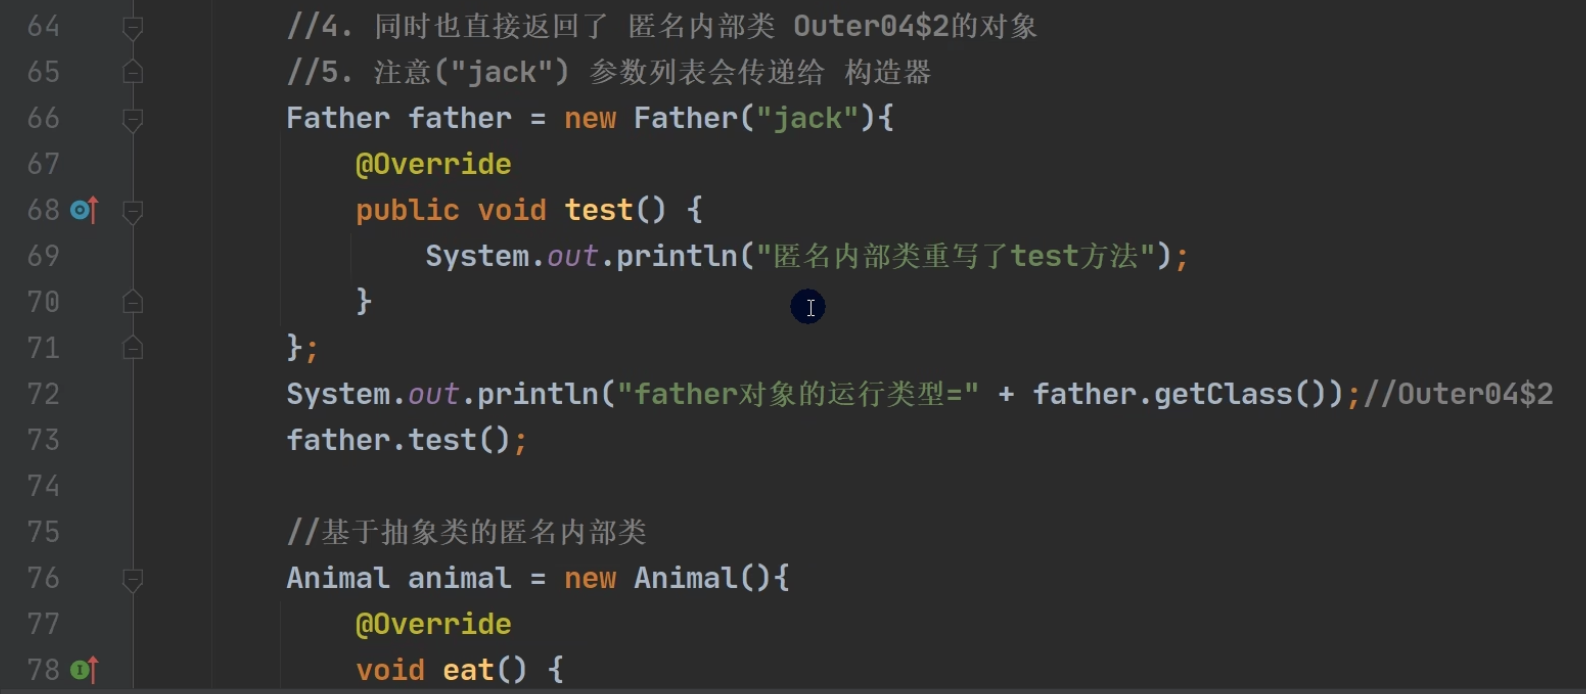 64 //4. 同时也直接返回了 匿名内部类 Outer04$2的对象
65 //5. 注意("jack") 参数列表会传递给 构造器
66 Father father = new Father("jack"){
67 @Override
68 public void test() {
69 System.out.println("匿名内部类重写了test方法");
70 }
71 };
72 System.out.println("father对象的运行类型=" + father.getClass());//Outer04$2
73 father.test();
74
75 //基于抽象类的匿名内部类
76 Animal animal = new Animal(){
77 @Override
78 void eat() {